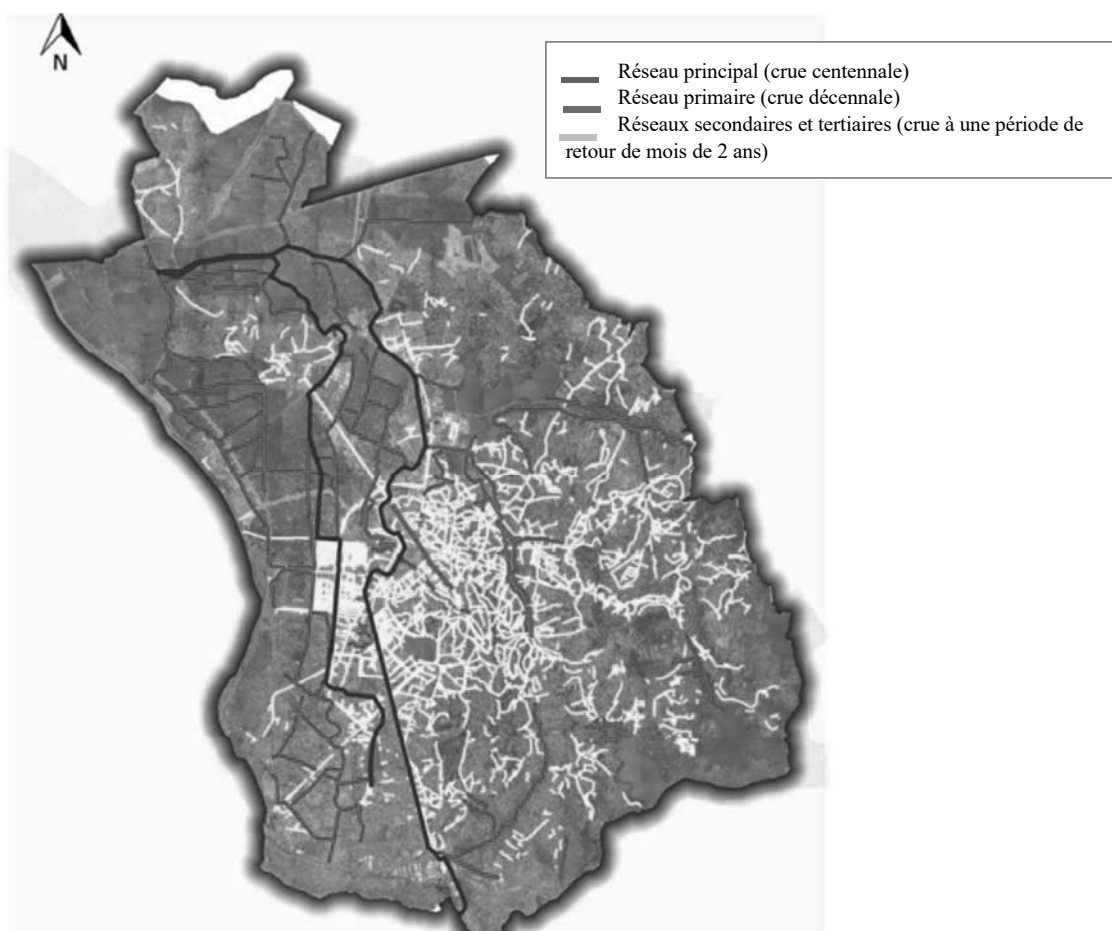 N
Réseau principal (crue centennale)
Réseau primaire (crue décennale)
Réseaux secondaires et tertiaires (crue à une période de
retour de mois de 2 ans)